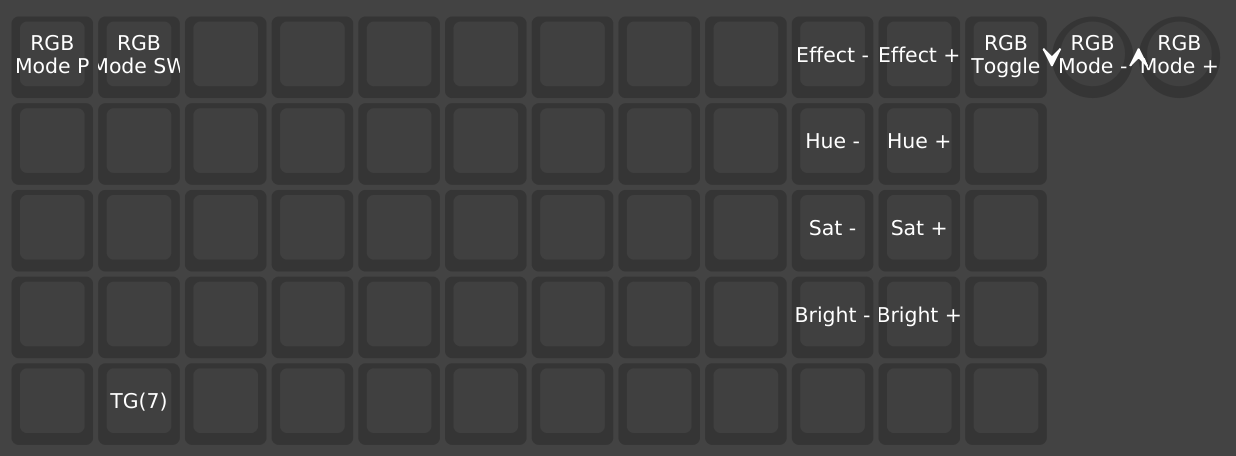 RGB
Mode P
RGB
Mode SW
Effect -
Effect +
RGB
Toggle
RGB
Mode -
RGB
Mode +
Hue -
Hue +
Sat -
Sat +
Bright -
Bright +
TG(7)